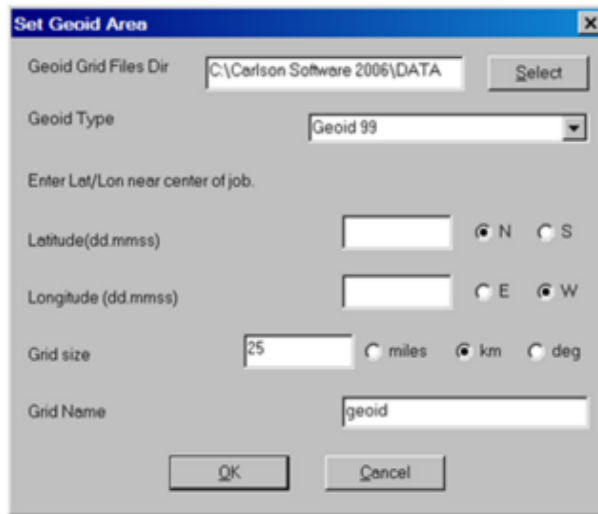 Set Geoid Area
Geoid Grid Files Dir C:\Carlson Software 2006\DATA Select
Geoid Type Geoid 99
Enter Lat/Lon near center of job.
Latitude(dd.mmss) N S
Longitude (dd.mmss) E W
Grid size 25 miles km deg
Grid Name geoid
OK Cancel